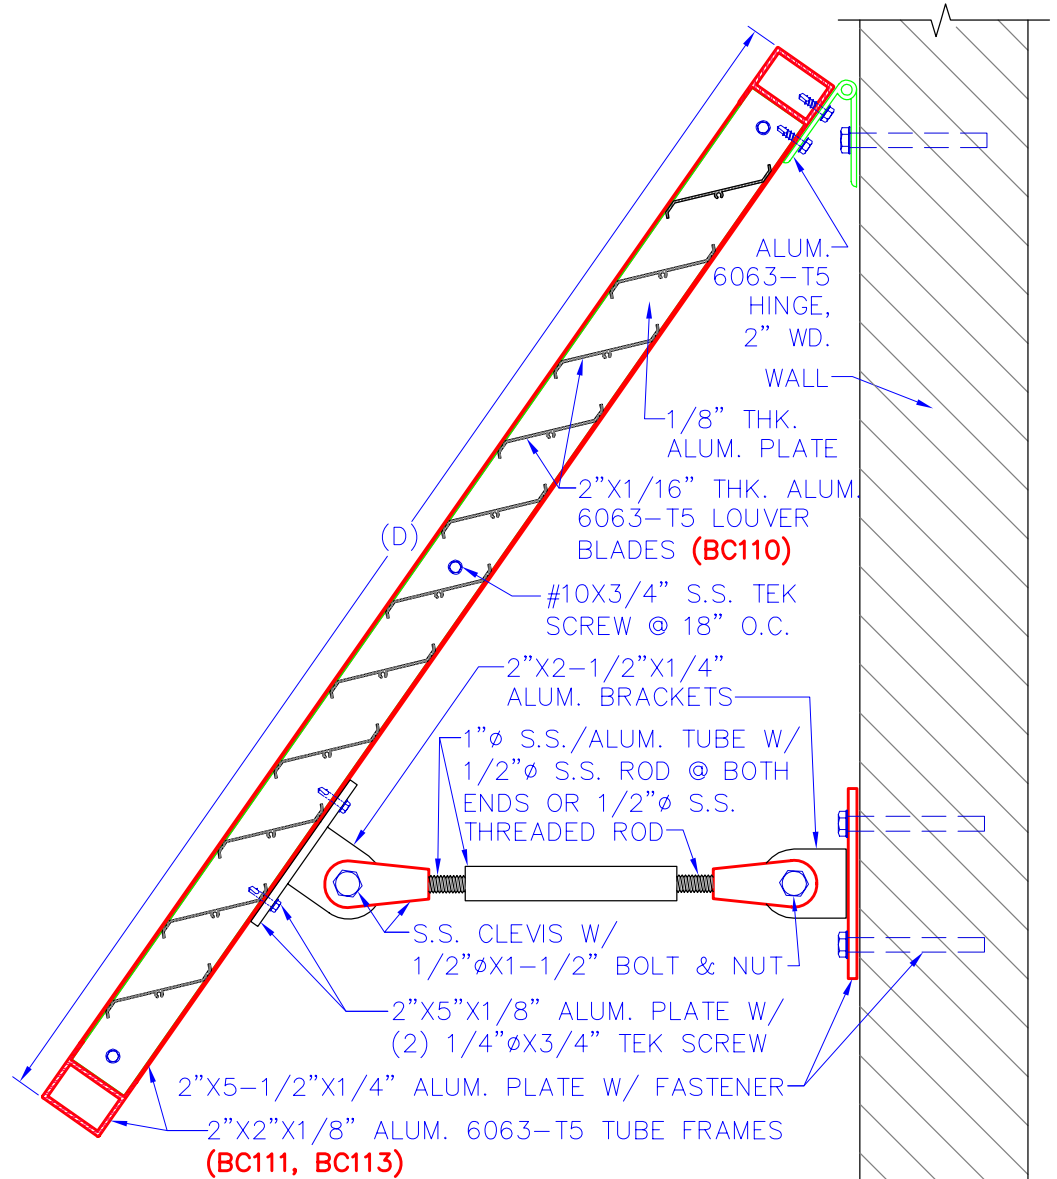 ALUM.
6063-T5
HINGE,
2" WD.
WALL
1/8" THK.
ALUM. PLATE
2"X1/16" THK. ALUM.
6063-T5 LOUVER
BLADES (BC110)
(D)
#10X3/4" S.S. TEK
SCREW @ 18" O.C.
2"X2-1/2"X1/4"
ALUM. BRACKETS
1"ø S.S./ALUM. TUBE W/
1/2"ø S.S. ROD @ BOTH
ENDS OR 1/2"ø S.S.
THREADED ROD
S.S. CLEVIS W/
1/2"øX1-1/2" BOLT & NUT
2"X5"X1/8" ALUM. PLATE W/
(2) 1/4"øX3/4" TEK SCREW
2"X5-1/2"X1/4" ALUM. PLATE W/ FASTENER
2"X2"X1/8" ALUM. 6063-T5 TUBE FRAMES
(BC111, BC113)